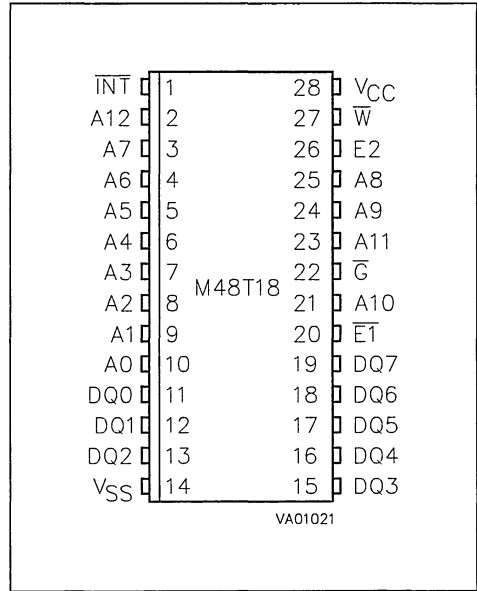 INT 1 28 VCC
A12 2 27 W
A7 3 26 E2
A6 4 25 A8
A5 5 24 A9
A4 6 23 A11
A3 7 22 G
M48T18
A2 8 21 A10
A1 9 20 E1
A0 10 19 DQ7
DQ0 11 18 DQ6
DQ1 12 17 DQ5
DQ2 13 16 DQ4
VSS 14 15 DQ3
VA01021